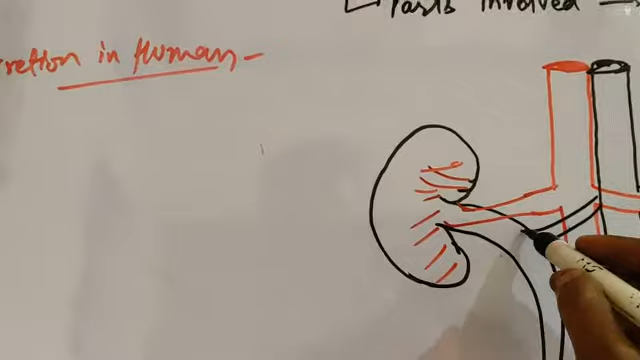 Parts involved →
retion in Human -